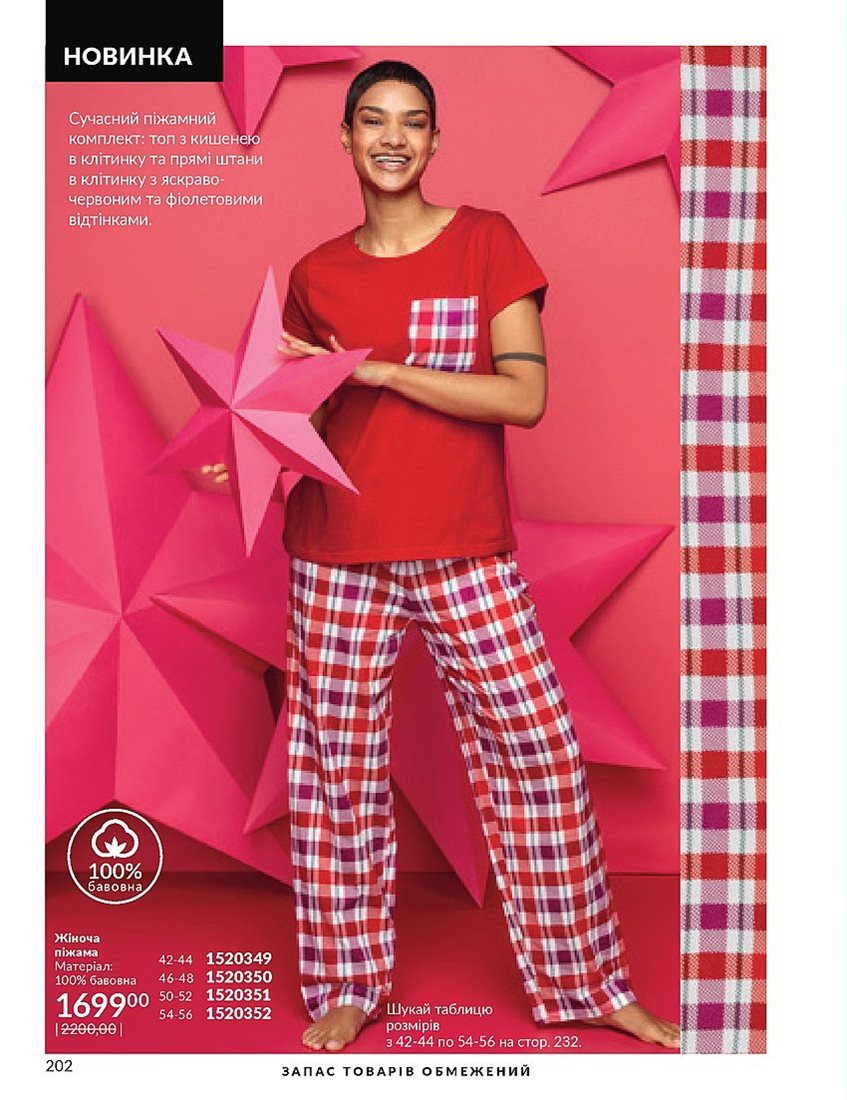 НОВИНКА
Сучасний піжамний
комплект: топ з кишенею
в клітинку та прямі штани
в клітинку з яскраво-
червоним та фіолетовими
відтінками.
100%
бавовна
Жіноча
піжама
Матеріал:
100% бавовна
169900
|2200,00|
42-44 1520349
46-48 1520350
50-52 1520351
54-56 1520352
Шукай таблицю
розмірів
з 42-44 по 54-56 на стор. 232.
202
ЗАПАС ТОВАРІВ ОБМЕЖЕНИЙ